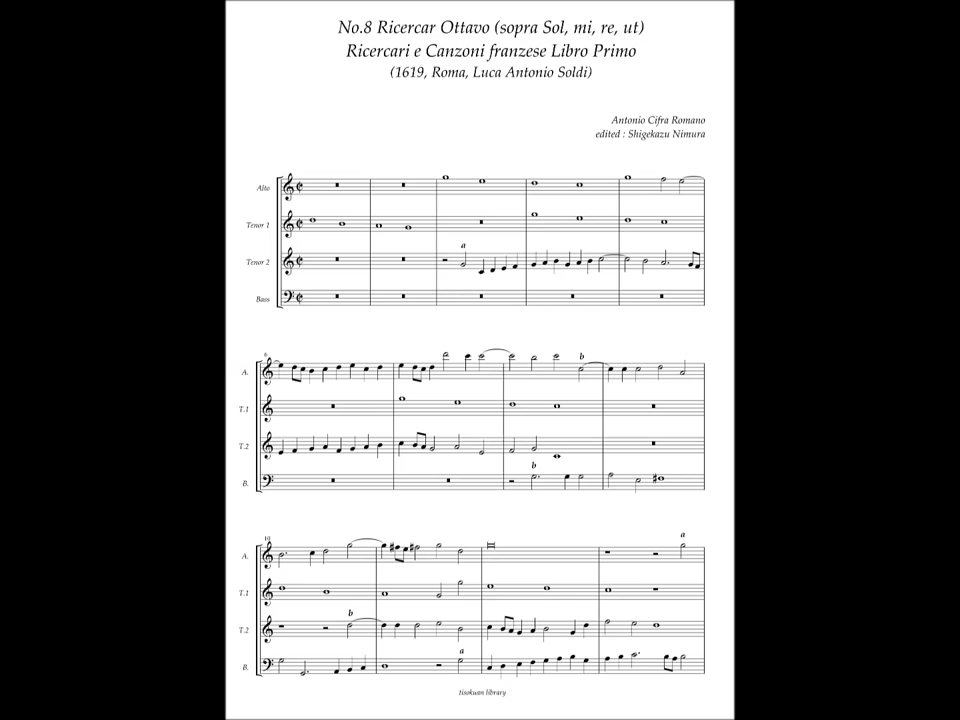 No.8 Ricercar Ottavo (sopra Sol, mi, re, ut)
Ricercari e Canzoni franzese Libro Primo
(1619, Roma, Luca Antonio Soldi)
Antonio Cifra Romano
edited : Shigekazu Nimura
Alto
Tenor 1
a
Tenor 2
Bass
6
b
A.
T.1
T.2
b
B.
10
a
A.
T.1
b
T.2
a
B.
tisokuan library